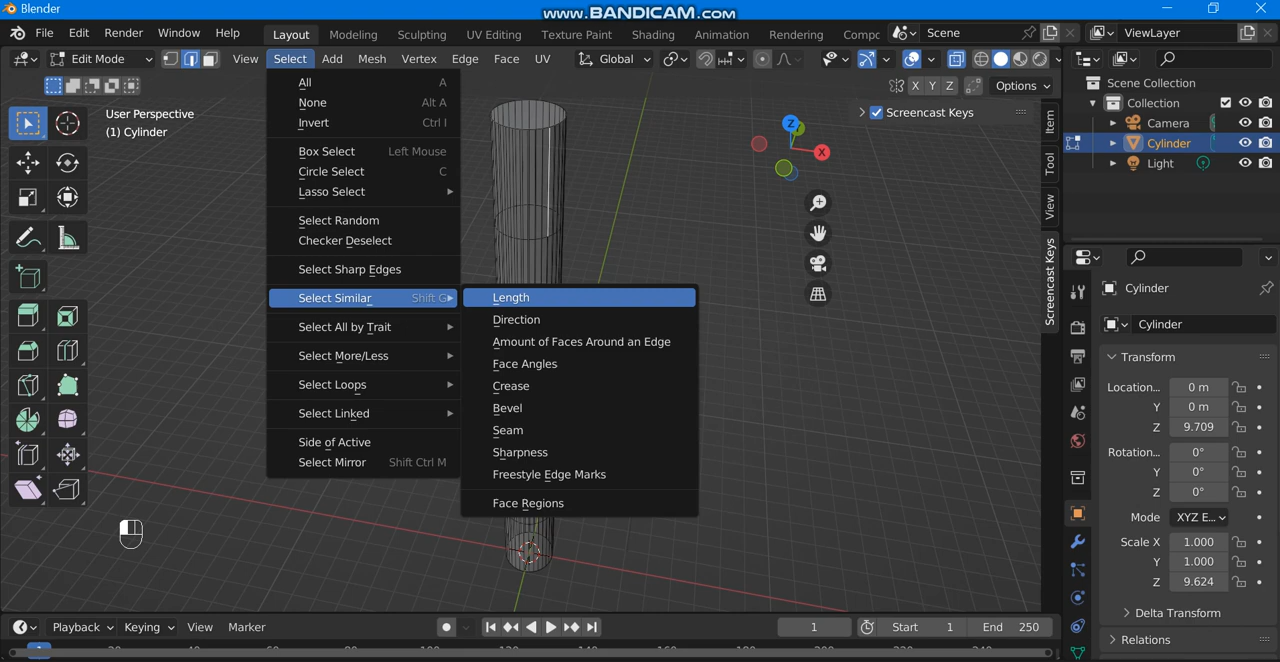 Blender
www.BANDICAM.com
File Edit Render Window Help
Layout Modeling Sculpting UV Editing Texture Paint Shading Animation Rendering Compc
Scene
ViewLayer
Edit Mode
View Select Add Mesh Vertex Edge Face UV
Global
X Y Z
Options
User Perspective
(1) Cylinder
All A
None Alt A
Invert Ctrl I
Box Select Left Mouse
Circle Select C
Lasso Select
Select Random
Checker Deselect
Select Sharp Edges
Select Similar Shift G
Select All by Trait
Select More/Less
Select Loops
Select Linked
Side of Active
Select Mirror Shift Ctrl M
Length
Direction
Amount of Faces Around an Edge
Face Angles
Crease
Bevel
Seam
Sharpness
Freestyle Edge Marks
Face Regions
Screencast Keys
Z
X
Item
Tool
View
Screencast Keys
Scene Collection
Collection
Camera
Cylinder
Light
Cylinder
Cylinder
Transform
Location... 0 m
Y 0 m
Z 9.709
Rotation... 0°
Y 0°
Z 0°
Mode XYZ E...
Scale X 1.000
Y 1.000
Z 9.624
Delta Transform
Relations
Playback Keying View Marker
1
Start 1
End 250